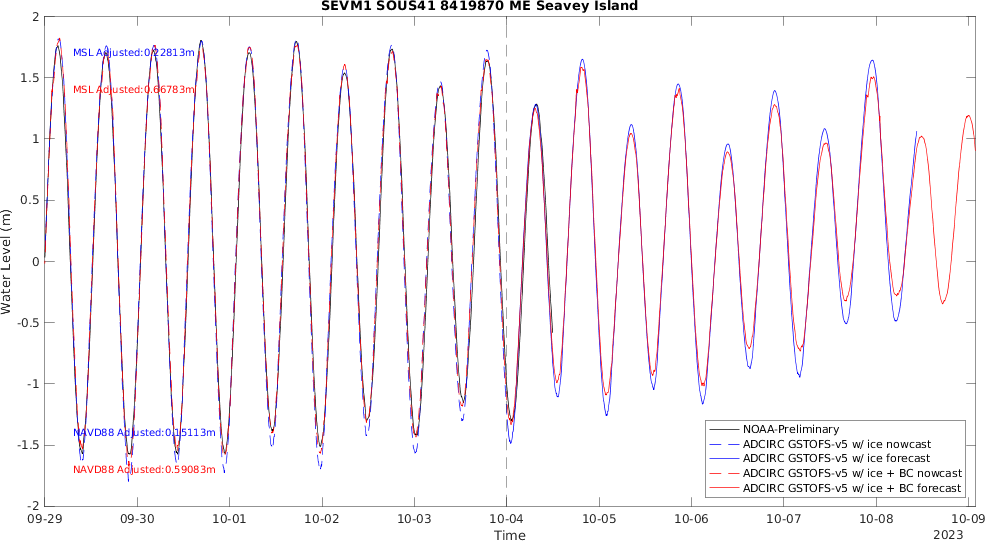 SEVM1 SOUS41 8419870 ME Seavey Island
2
1.5
1
0.5
0
-0.5
-1
-1.5
-2
Water Level (m)
MSL Adjusted:0.22813m
MSL Adjusted:0.66783m
NAVD88 Adjusted:0.15113m
NAVD88 Adjusted:0.59083m
NOAA-Preliminary
ADCIRC GSTOFS-v5 w/ ice nowcast
ADCIRC GSTOFS-v5 w/ ice forecast
ADCIRC GSTOFS-v5 w/ ice + BC nowcast
ADCIRC GSTOFS-v5 w/ ice + BC forecast
09-29 09-30 10-01 10-02 10-03 10-04 10-05 10-06 10-07 10-08 10-09
Time
2023